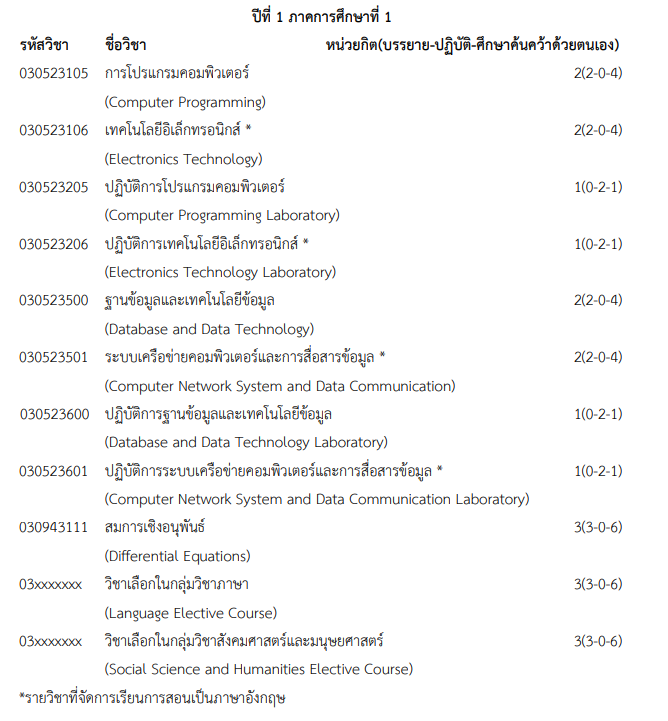 ปีที่ 1 ภาคการศึกษาที่ 1
รหัสวิชา ชื่อวิชา หน่วยกิต(บรรยาย-ปฏิบัติ-ศึกษาค้นคว้าด้วยตนเอง)
030523105 การโปรแกรมคอมพิวเตอร์ 2(2-0-4)
(Computer Programming)
030523106 เทคโนโลยีอิเล็กทรอนิกส์ * 2(2-0-4)
(Electronics Technology)
030523205 ปฏิบัติการโปรแกรมคอมพิวเตอร์ 1(0-2-1)
(Computer Programming Laboratory)
030523206 ปฏิบัติการเทคโนโลยีอิเล็กทรอนิกส์ * 1(0-2-1)
(Electronics Technology Laboratory)
030523500 ฐานข้อมูลและเทคโนโลยีข้อมูล 2(2-0-4)
(Database and Data Technology)
030523501 ระบบเครือข่ายคอมพิวเตอร์และการสื่อสารข้อมูล * 2(2-0-4)
(Computer Network System and Data Communication)
030523600 ปฏิบัติการฐานข้อมูลและเทคโนโลยีข้อมูล 1(0-2-1)
(Database and Data Technology Laboratory)
030523601 ปฏิบัติการระบบเครือข่ายคอมพิวเตอร์และการสื่อสารข้อมูล * 1(0-2-1)
(Computer Network System and Data Communication Laboratory)
030943111 สมการเชิงอนุพันธ์ 3(3-0-6)
(Differential Equations)
03xxxxxxx วิชาเลือกในกลุ่มวิชาภาษา 3(3-0-6)
(Language Elective Course)
03xxxxxxx วิชาเลือกในกลุ่มวิชาสังคมศาสตร์และมนุษยศาสตร์ 3(3-0-6)
(Social Science and Humanities Elective Course)
*รายวิชาที่จัดการเรียนการสอนเป็นภาษาอังกฤษ